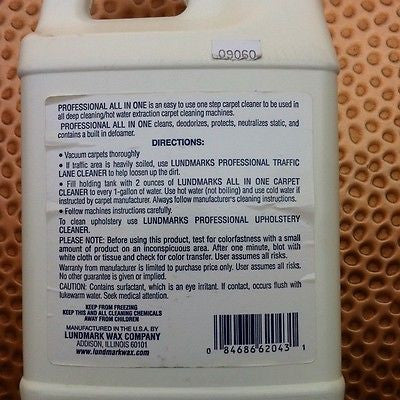 09060
PROFESSIONAL ALL IN ONE is an easy to use one step carpet cleaner to be used in
all deep cleaning/hot water extraction carpet cleaning machines.
PROFESSIONAL ALL IN ONE cleans, deodorizes, protects, neutralizes static, and
contains a built in defoamer.
DIRECTIONS:
• Vacuum carpets thoroughly
• If traffic area is heavily soiled, use LUNDMARKS PROFESSIONAL TRAFFIC
LANE CLEANER to help loosen up the dirt.
• Fill holding tank with 2 ounces of LUNDMARKS ALL IN ONE CARPET
CLEANER to every 1-gallon of water. Use hot water (not boiling) and use cold water if
instructed by carpet manufacturer. Always follow manufacturer's cleaning instructions.
• Follow machines instructions carefully.
To clean upholstery use LUNDMARKS PROFESSIONAL UPHOLSTERY
CLEANER.
PLEASE NOTE: Before using this product, test for colorfastness with a small
amount of product on an inconspicuous area. After one minute, blot with
white cloth or tissue and check for color transfer. User assumes all risks.
Warranty from manufacturer is limited to purchase price only. User assumes all risks.
No other guarantee is given or implied.
CAUTION: Contains surfactant, which is an eye irritant. If contact, occurs flush with
lukewarm water. Seek medical attention.
KEEP FROM FREEZING
KEEP THIS AND ALL CLEANING CHEMICALS
AWAY FROM CHILDREN
MANUFACTURED IN THE U.S.A. BY
LUNDMARK WAX COMPANY
ADDISON, ILLINOIS 60101
www.lundmarkwax.com
0 84686 62043 1